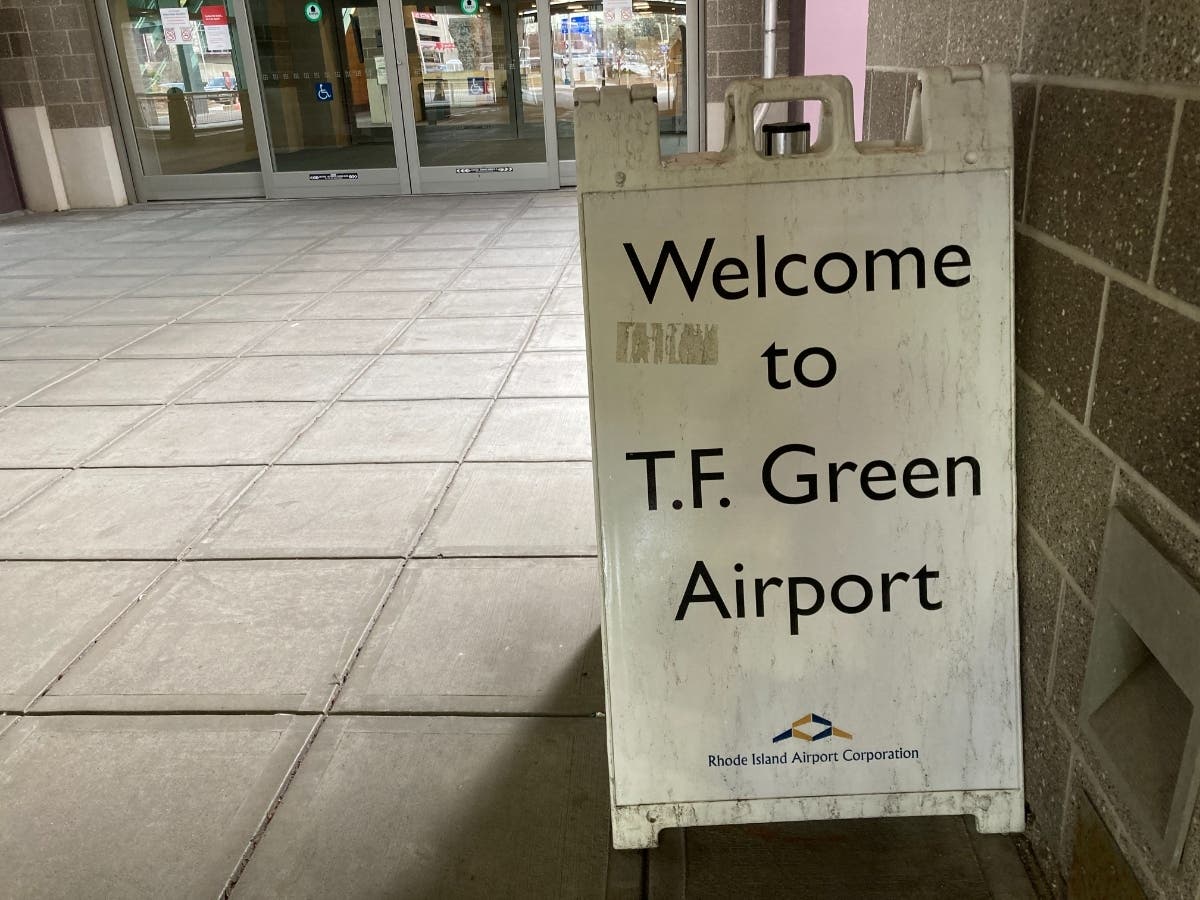 Welcome
to
T.F. Green
Airport
Rhode Island Airport Corporation